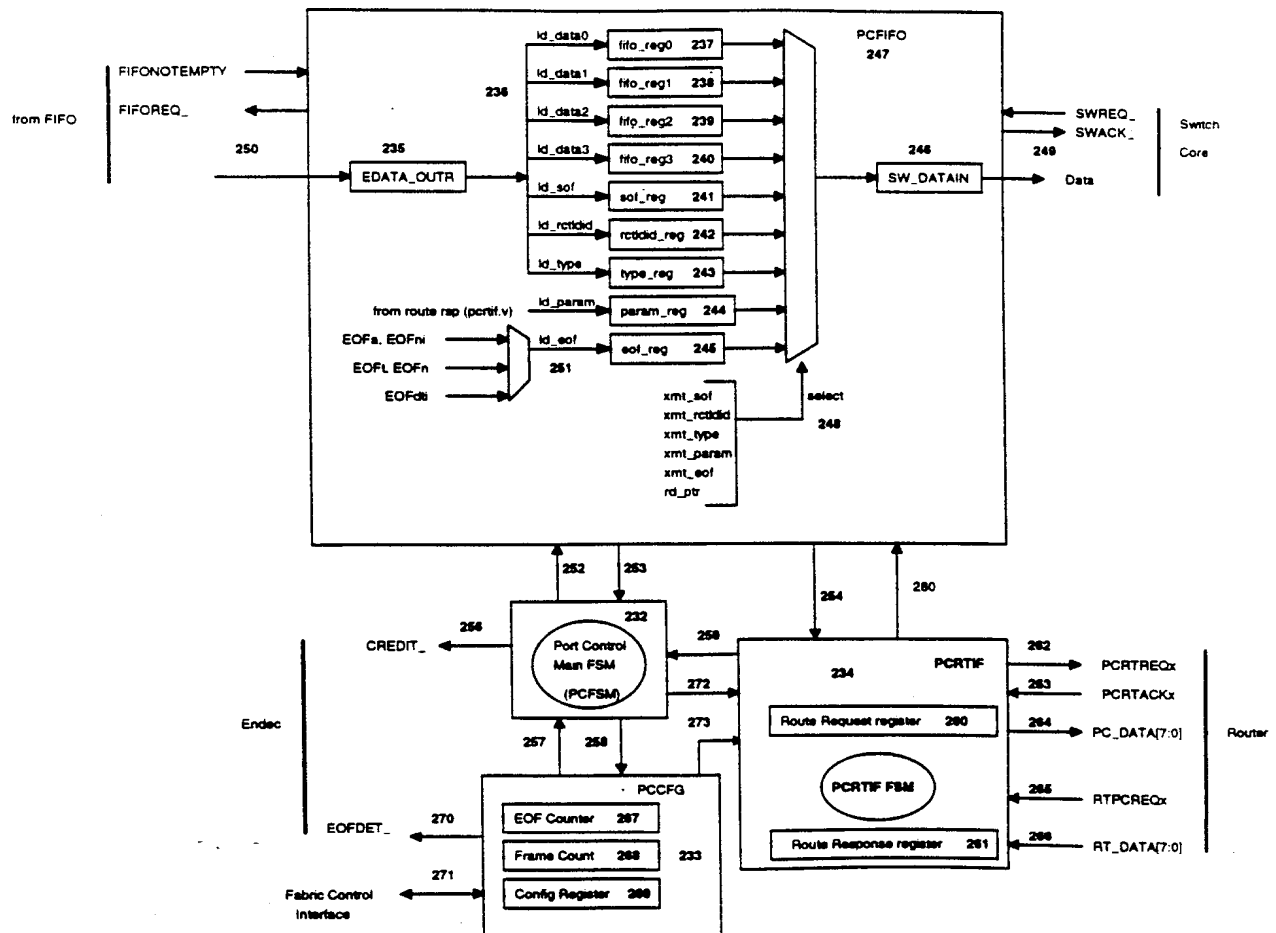 from FIFO
FIFONOTEMPTY
FIFOREQ_
250
235
EDATA_OUTR
236
ld_data0
fifo_reg0 237
ld_data1
fifo_reg1 238
ld_data2
fifo_reg2 239
ld_data3
fifo_reg3 240
ld_sof
sof_reg 241
ld_rctldid
rctldid_reg 242
ld_type
type_reg 243
from route rsp (pcrtif.v)
ld_param
param_reg 244
EOFa, EOFni
EOFt, EOFn
EOFdti
251
ld_eof
eof_reg 245
xmt_sof
xmt_rctldid
xmt_type
xmt_param
xmt_eof
rd_ptr
select
248
PCFIFO
247
246
SW_DATAIN
SWREQ_
SWACK_
249
Data
Switch
Core
252
253
254
260
232
Port Control
Main FSM
(PCFSM)
256
CREDIT_
Endec
259
272
273
257
258
PCCFG
EOF Counter 267
Frame Count 268
Config Register 269
233
270
EOFDET_
271
Fabric Control
Interface
234
PCRTIF
Route Request register 260
PCRTIF FSM
Route Response register 261
262
PCRTREQx
263
PCRTACKx
264
PC_DATA[7:0]
265
RTPCREQx
266
RT_DATA[7:0]
Router